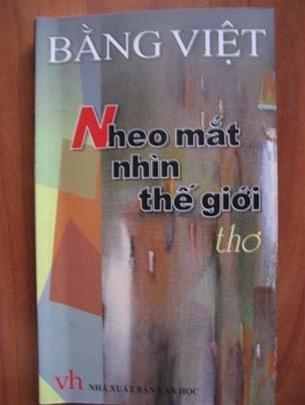 BẰNG VIỆT
Nheo mắt
nhìn
thế giới
thơ
vh NHÀ XUẤT BẢN VĂN HỌC